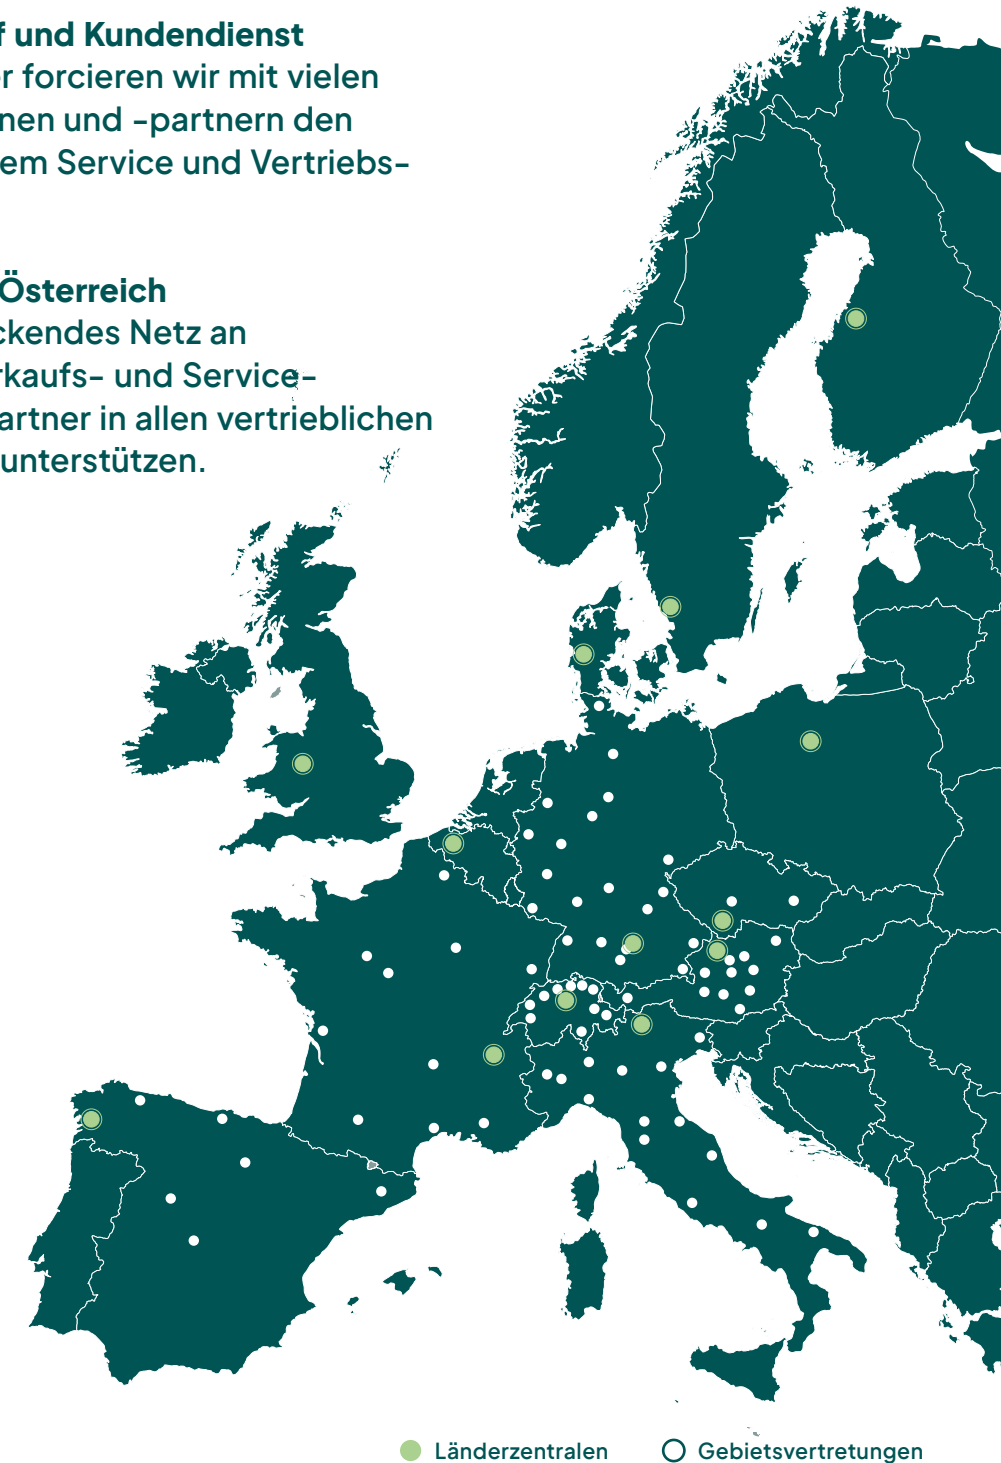 f und Kundendienst
r forcieren wir mit vielen
nen und -partnern den
em Service und Vertriebs-
Österreich
ckendes Netz an
rkaufs- und Service-
artner in allen vertrieblichen
unterstützen.
Länderzentralen
Gebietsvertretungen